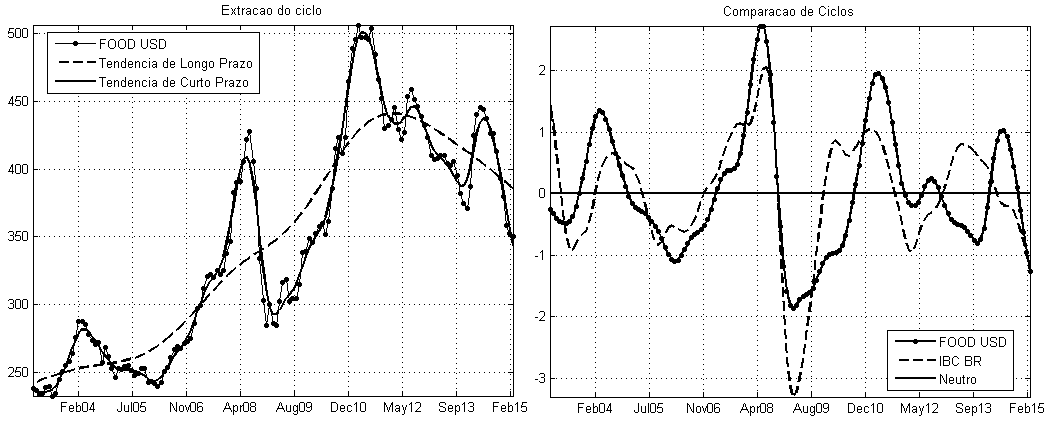 Extracao do ciclo
500
450
400
350
300
250
FOOD USD
Tendencia de Longo Prazo
Tendencia de Curto Prazo
Feb04 Jul05 Nov06 Apr08 Aug09 Dec10 May12 Sep13 Feb15
Comparacao de Ciclos
2
1
0
-1
-2
-3
FOOD USD
IBC BR
Neutro
Feb04 Jul05 Nov06 Apr08 Aug09 Dec10 May12 Sep13 Feb15